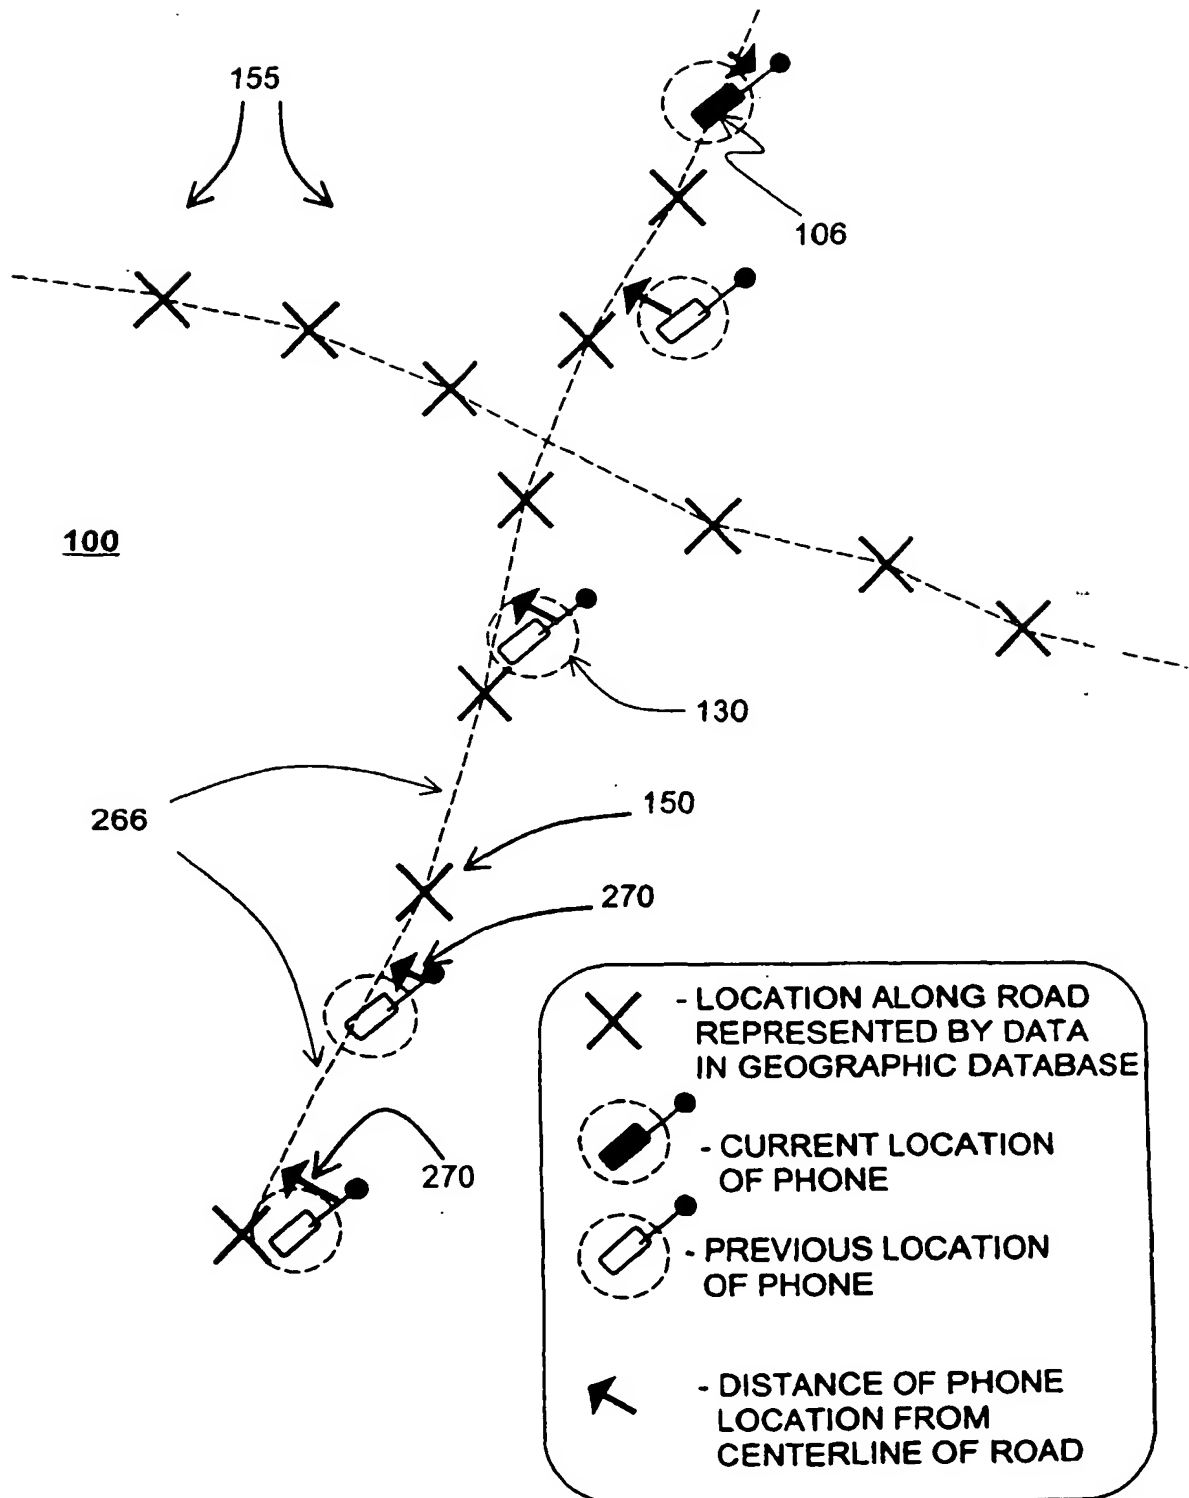 155
106
100
130
266
150
270
270
- LOCATION ALONG ROAD
REPRESENTED BY DATA
IN GEOGRAPHIC DATABASE
- CURRENT LOCATION
OF PHONE
- PREVIOUS LOCATION
OF PHONE
- DISTANCE OF PHONE
LOCATION FROM
CENTERLINE OF ROAD